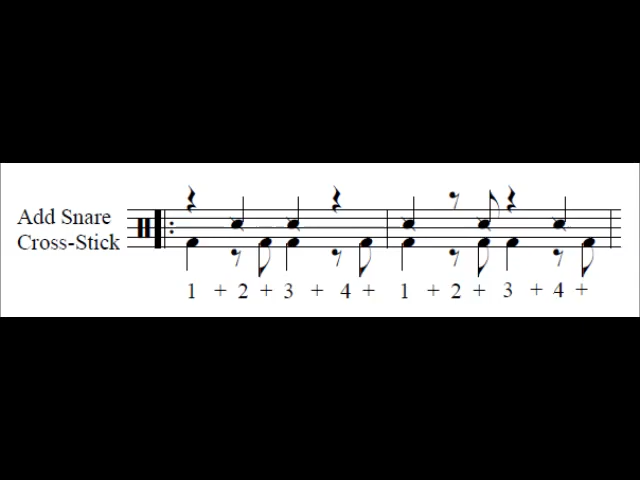 Add Snare
Cross-Stick
1 + 2 + 3 + 4 + 1 + 2 + 3 + 4 +